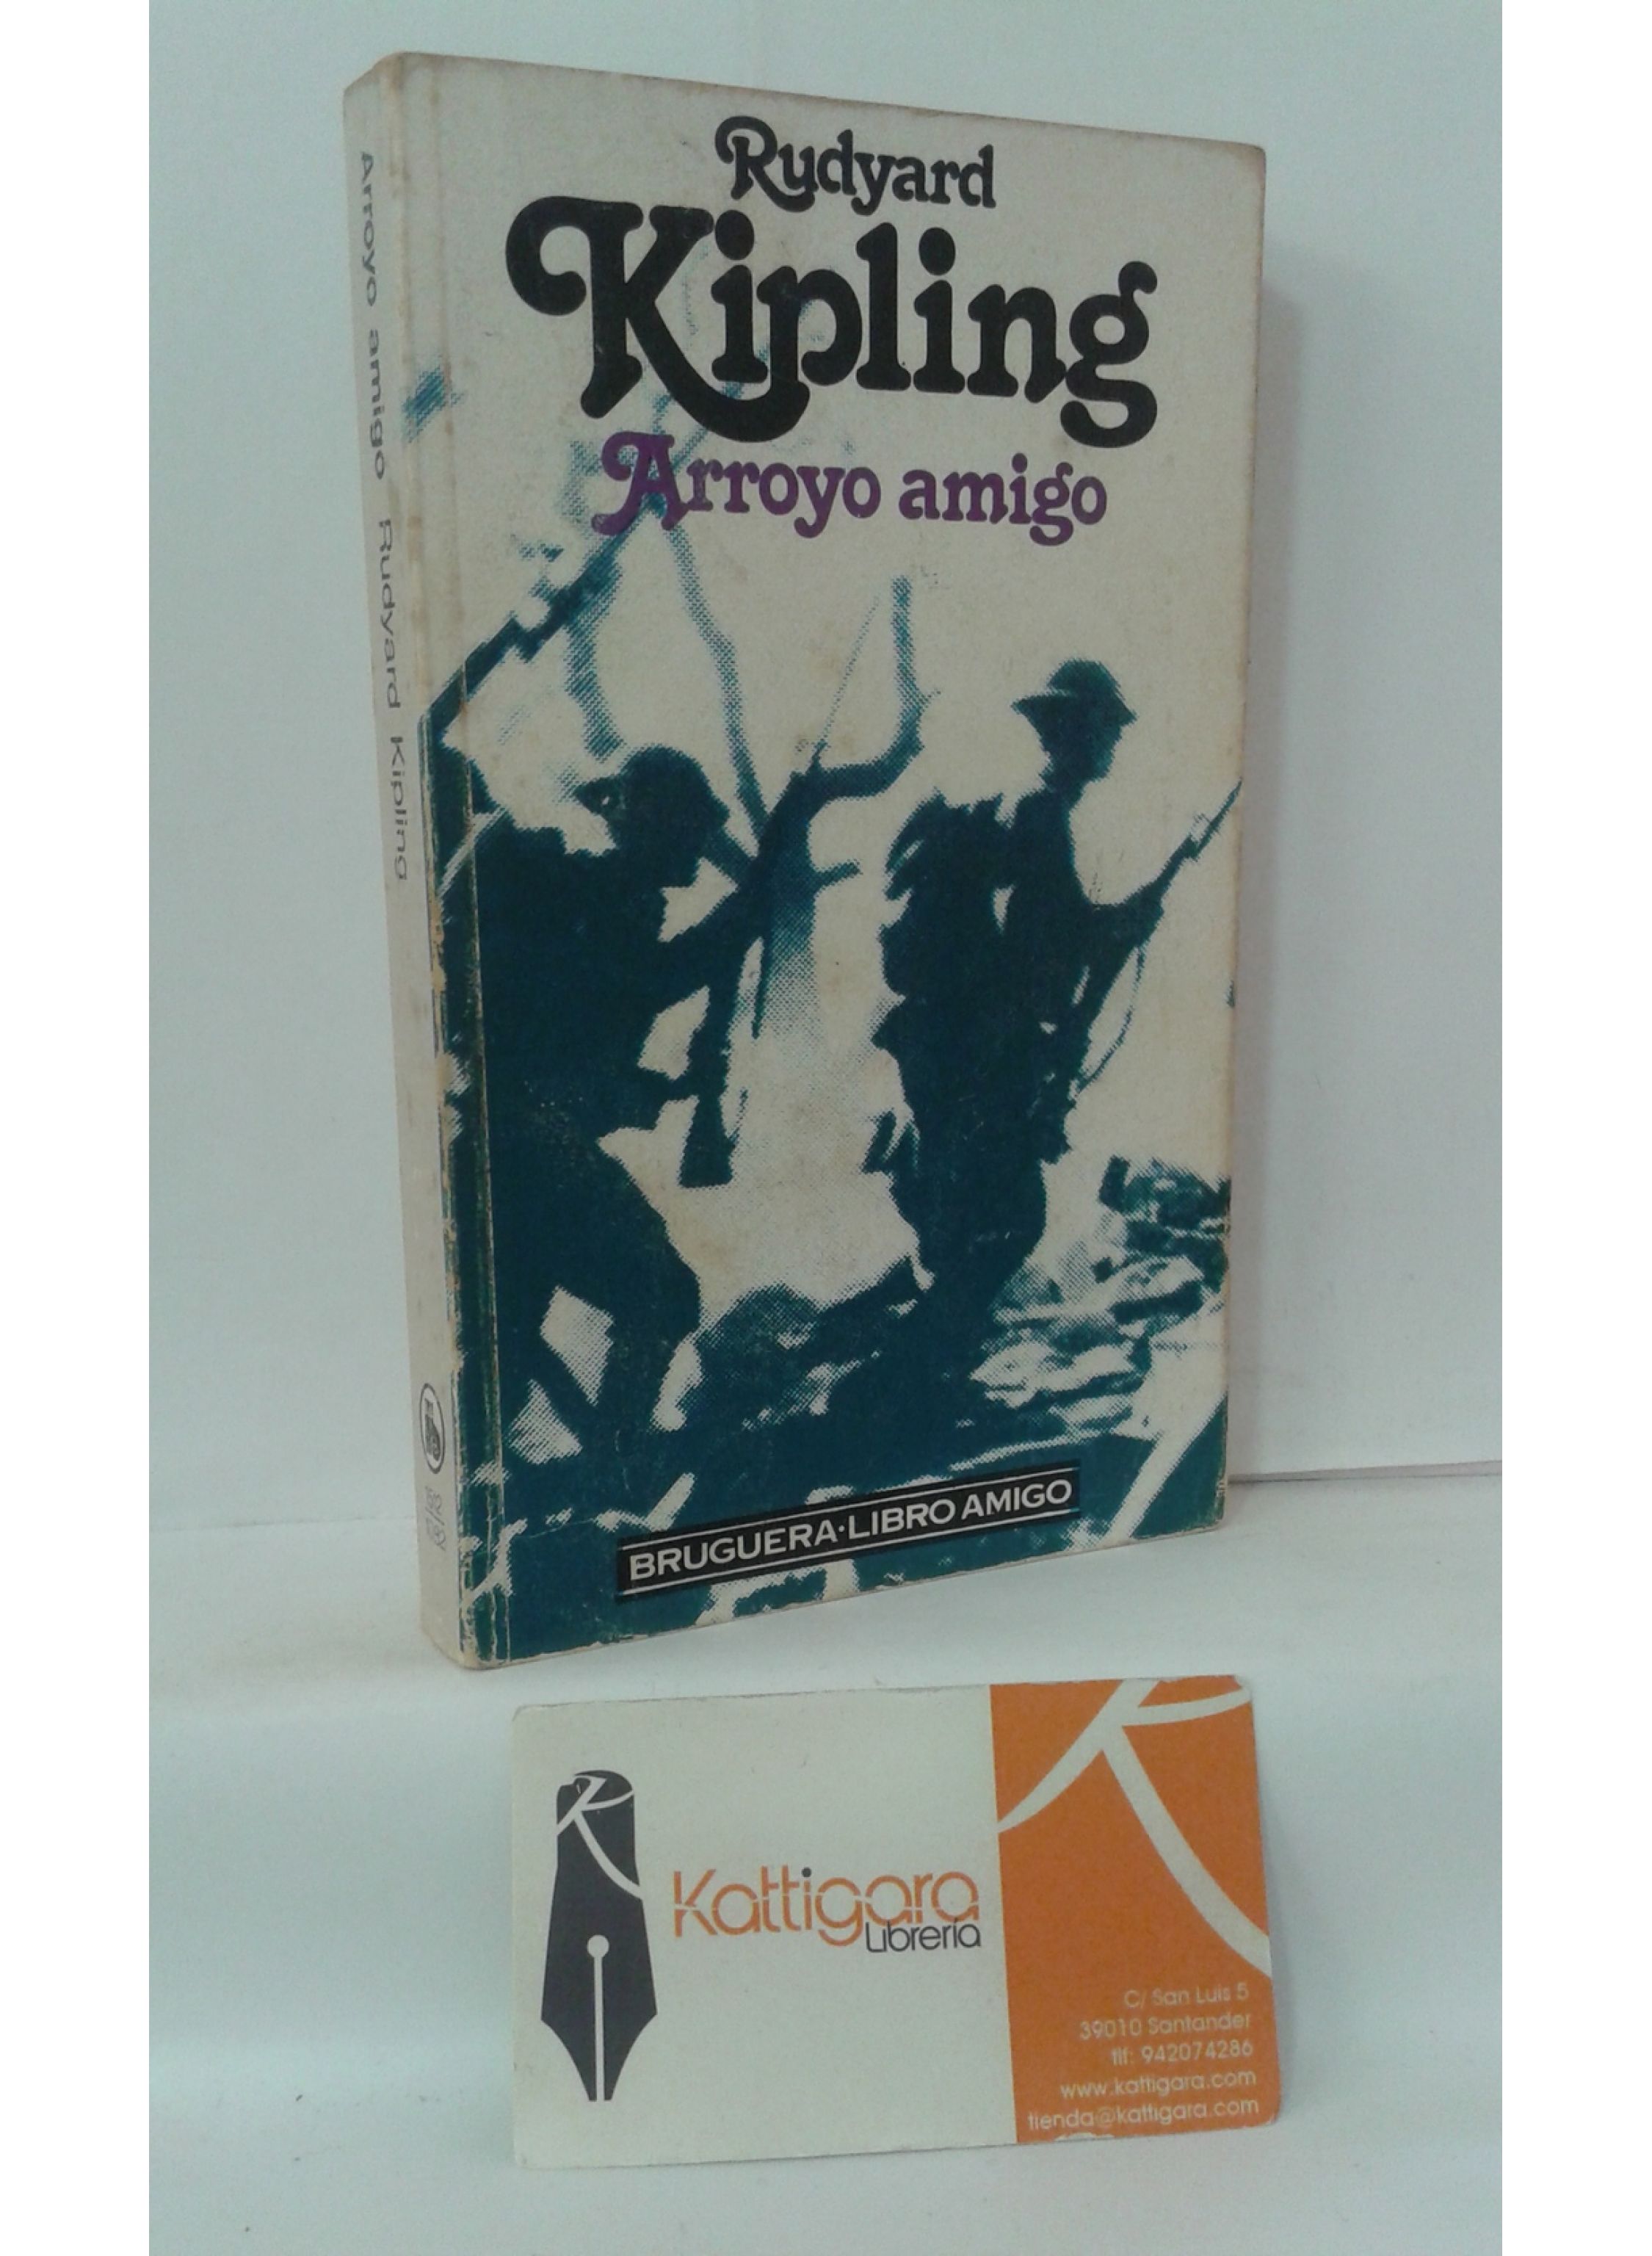 Rudyard
Kipling
Arroyo amigo
Arroyo amigo Rudyard Kipling
BRUGUERA·LIBRO AMIGO
Kattigara
Librería
C/ San Luis 5
39010 Santander
tlf: 942074286
www.kattigara.com
tienda@kattigara.com